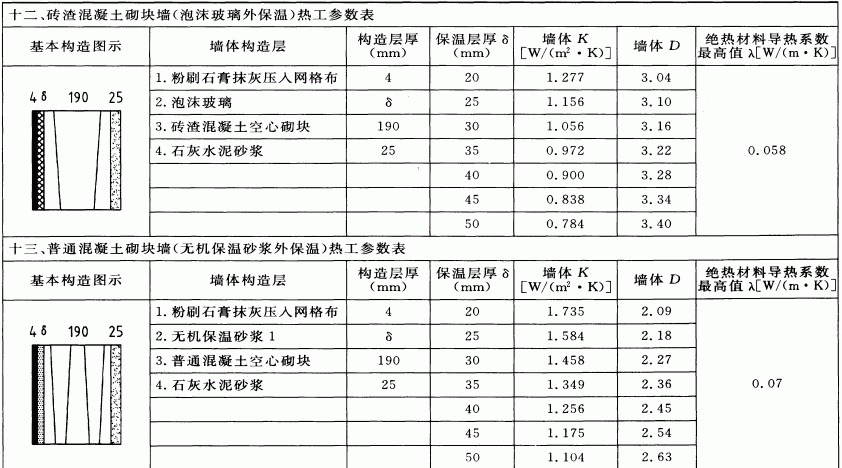 十二、砖渣混凝土砌块墙(泡沫玻璃外保温)热工参数表
基本构造图示 墙体构造层 构造层厚(mm) 保温层厚 δ(mm) 墙体 K[W/(m²·K)] 墙体 D 绝热材料导热系数最高值 λ[W/(m·K)]
4 δ 190 25
1.粉刷石膏抹灰压入网格布 4 20 1.277 3.04
2.泡沫玻璃 δ 25 1.156 3.10
3.砖渣混凝土空心砌块 190 30 1.056 3.16
4.石灰水泥砂浆 25 35 0.972 3.22 0.058
40 0.900 3.28
45 0.838 3.34
50 0.784 3.40
十三、普通混凝土砌块墙(无机保温砂浆外保温)热工参数表
基本构造图示 墙体构造层 构造层厚(mm) 保温层厚 δ(mm) 墙体 K[W/(m²·K)] 墙体 D 绝热材料导热系数最高值 λ[W/(m·K)]
4 δ 190 25
1.粉刷石膏抹灰压入网格布 4 20 1.735 2.09
2.无机保温砂浆 1 δ 25 1.584 2.18
3.普通混凝土空心砌块 190 30 1.458 2.27
4.石灰水泥砂浆 25 35 1.349 2.36 0.07
40 1.256 2.45
45 1.175 2.54
50 1.104 2.63